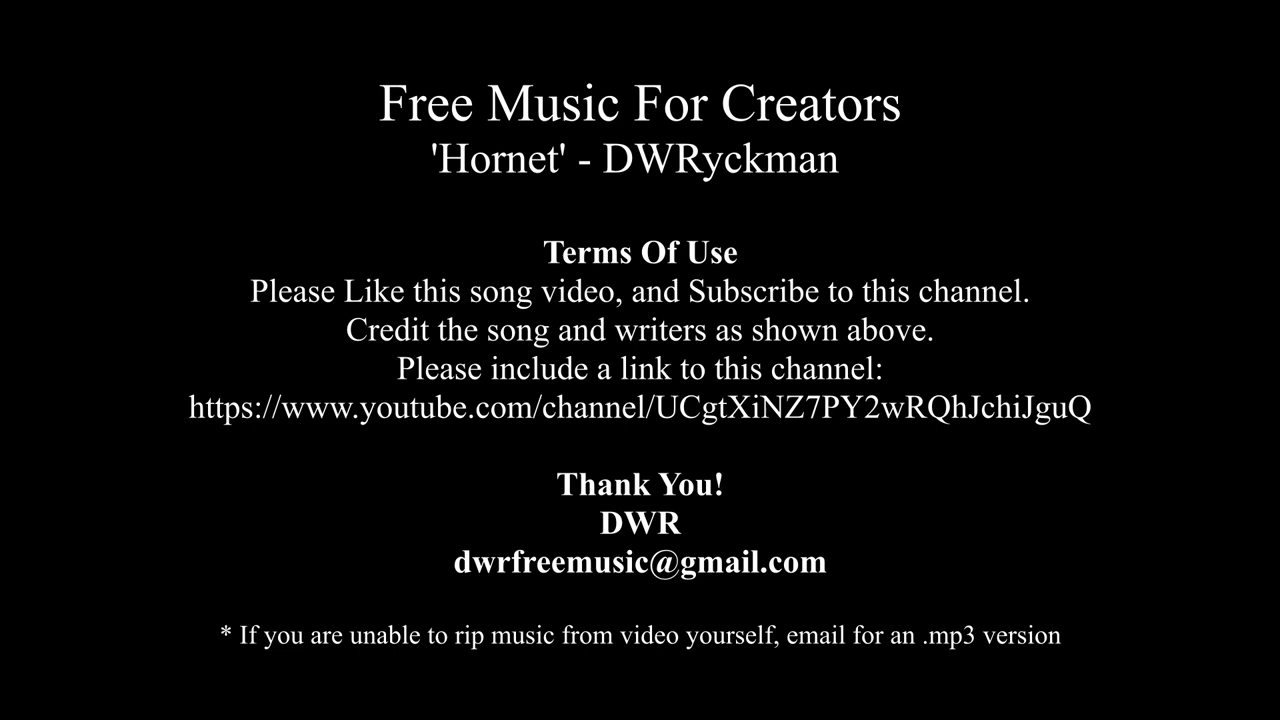 Free Music For Creators
'Hornet' - DWRyckman
Terms Of Use
Please Like this song video, and Subscribe to this channel.
Credit the song and writers as shown above.
Please include a link to this channel:
https://www.youtube.com/channel/UCgtXiNZ7PY2wRQhJchiJguQ
Thank You!
DWR
dwrfreemusic@gmail.com
* If you are unable to rip music from video yourself, email for an .mp3 version